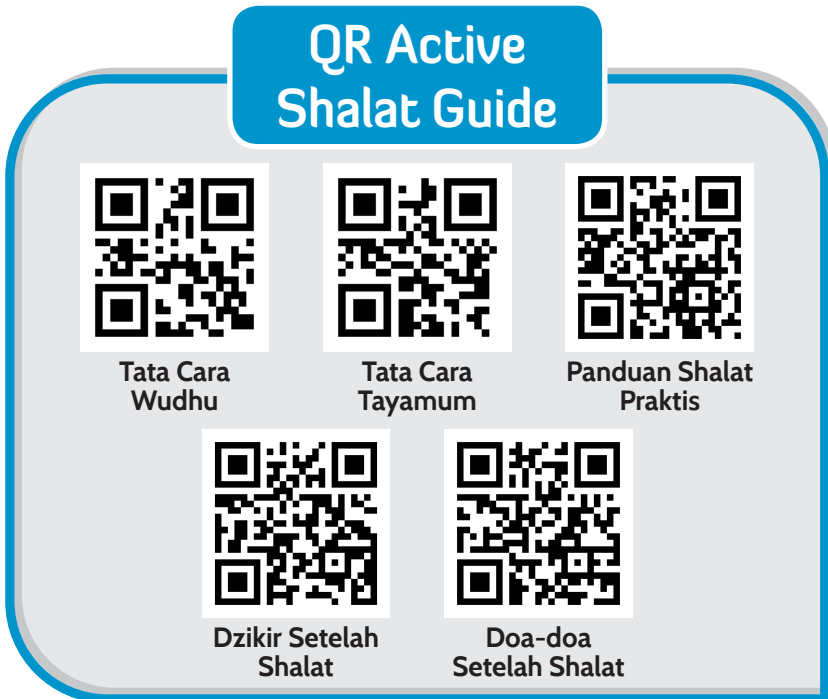 QR Active
Shalat Guide
Tata Cara
Wudhu
Tata Cara
Tayamum
Panduan Shalat
Praktis
Dzikir Setelah
Shalat
Doa-doa
Setelah Shalat